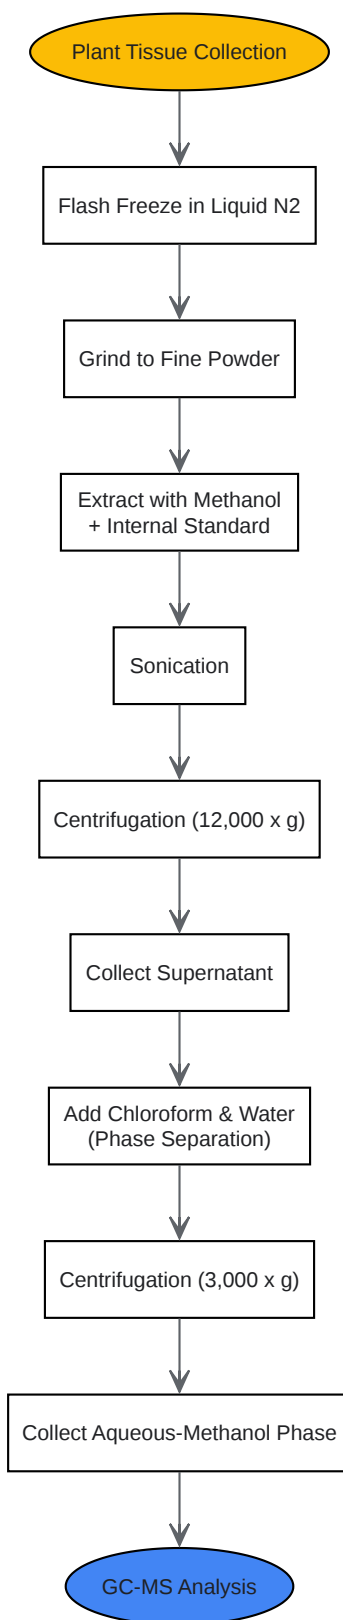 Plant Tissue Collection
Flash Freeze in Liquid N2
Grind to Fine Powder
Extract with Methanol
+ Internal Standard
Sonication
Centrifugation (12,000 x g)
Collect Supernatant
Add Chloroform & Water
(Phase Separation)
Centrifugation (3,000 x g)
Collect Aqueous-Methanol Phase
GC-MS Analysis